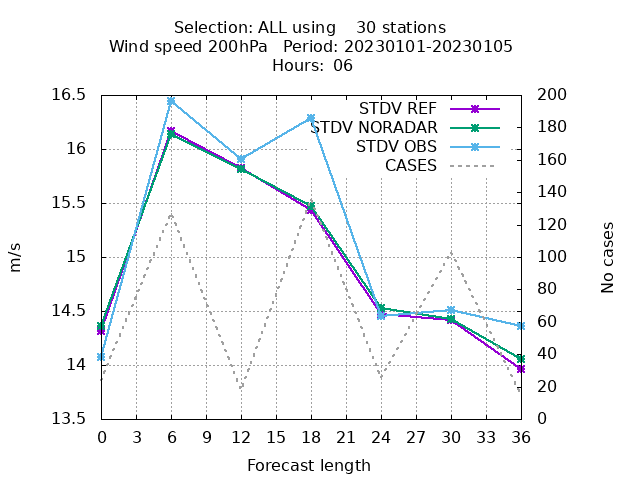 Selection: ALL using    30 stations
Wind speed 200hPa   Period: 20230101-20230105
Hours:  06
STDV REF
STDV NORADAR
STDV OBS
CASES
m/s
16.5
16
15.5
15
14.5
14
13.5
200
180
160
140
120
100
80
60
40
20
0
No cases
0 3 6 9 12 15 18 21 24 27 30 33 36
Forecast length